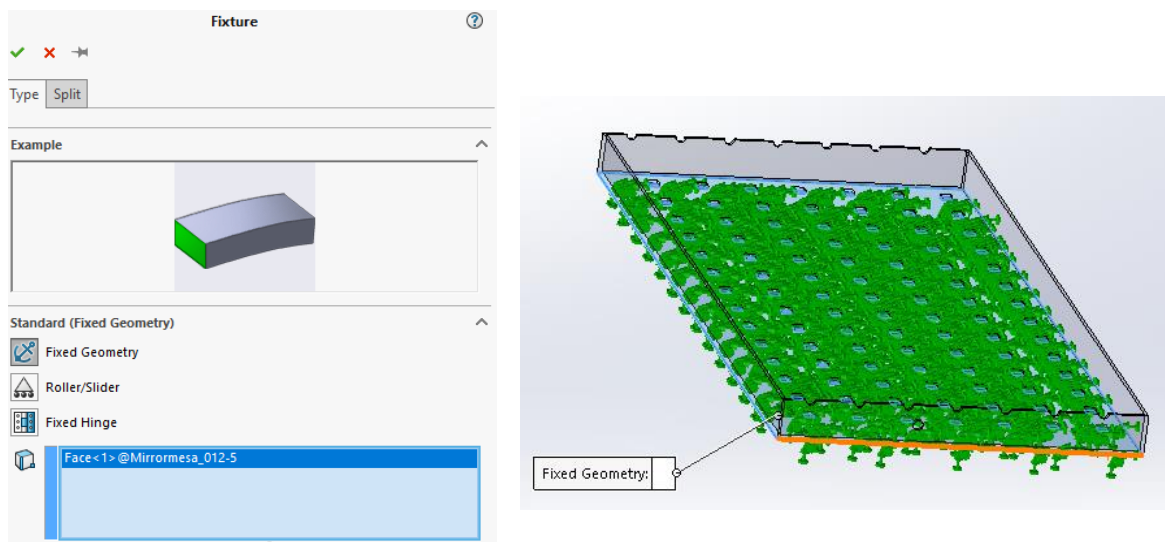 Fixture
Type
Split
Example
Standard (Fixed Geometry)
Fixed Geometry
Roller/Slider
Fixed Hinge
Face<1>@Mirrormesa_012-5
Fixed Geometry: